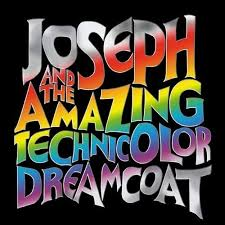 JOSEPH
AND THE
AMAZING
TECHNICOLOR
DREAMCOAT